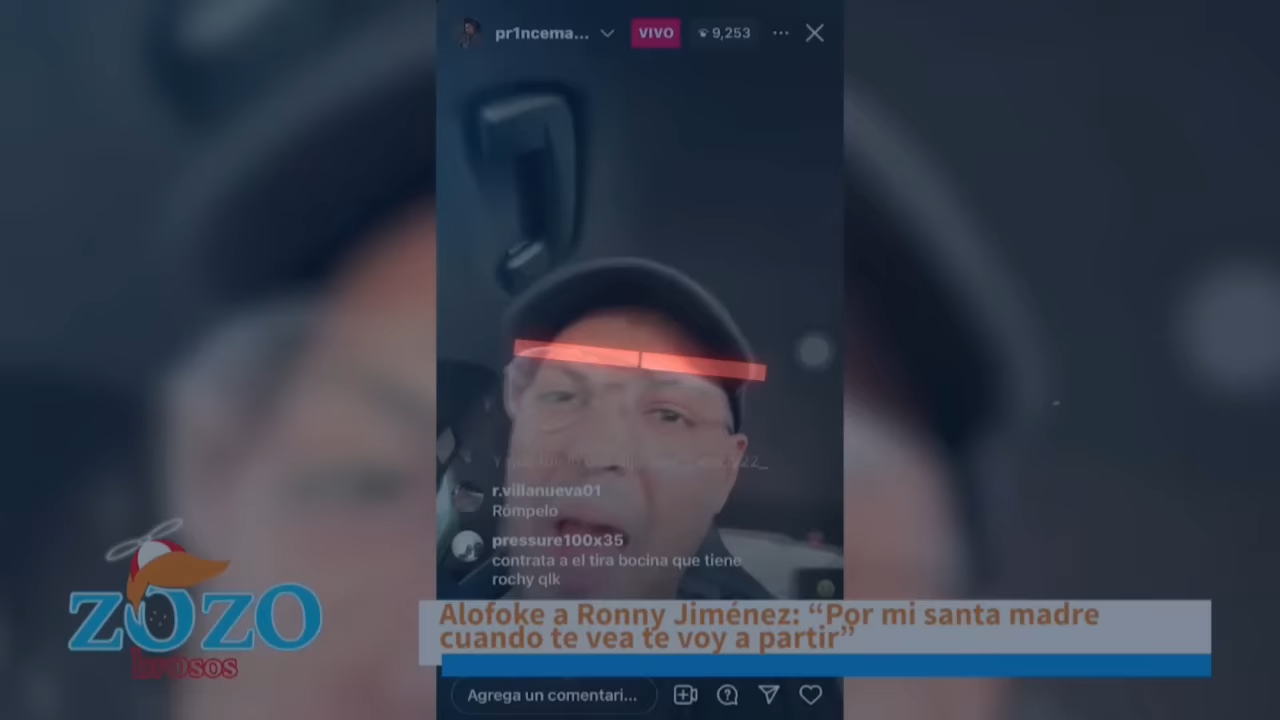 pr1ncema...
VIVO
9,253
r.villanueva01
Rómpelo
pressure100x35
contrata a el tira bocina que tiene
rochy qlk
ZOZO
brosos
Alofoke a Ronny Jiménez: “Por mi santa madre
cuando te vea te voy a partir”
Agrega un comentari...